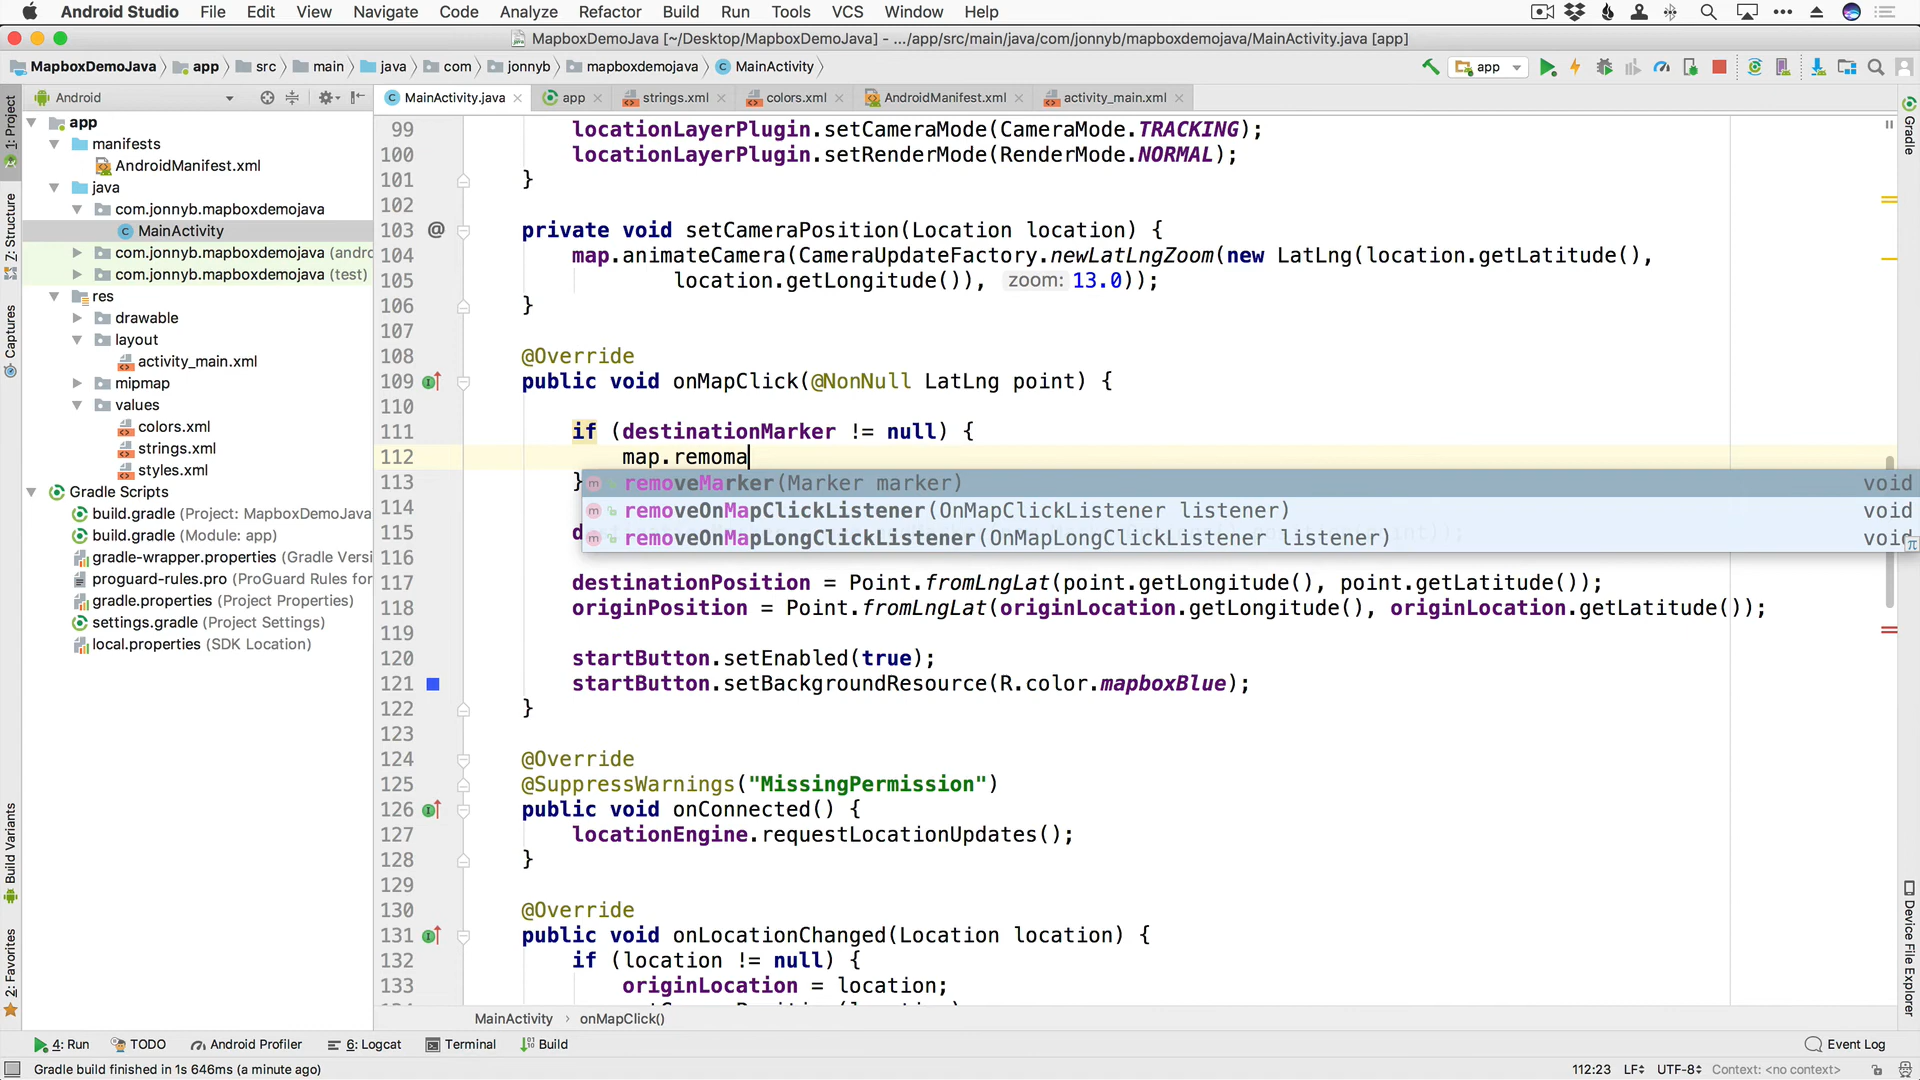 Android Studio File Edit View Navigate Code Analyze Refactor Build Run Tools VCS Window Help
MapboxDemoJava [~/Desktop/MapboxDemoJava] - .../app/src/main/java/com/jonnyb/mapboxdemojava/MainActivity.java [app]
MapboxDemoJava app src main java com jonnyb mapboxdemojava MainActivity app
Android MainActivity.java app strings.xml colors.xml AndroidManifest.xml activity_main.xml
1: Project
Z: Structure
Captures
Build Variants
2: Favorites
app
manifests
AndroidManifest.xml
java
com.jonnyb.mapboxdemojava
MainActivity
com.jonnyb.mapboxdemojava (andro
com.jonnyb.mapboxdemojava (test)
res
drawable
layout
activity_main.xml
mipmap
values
colors.xml
strings.xml
styles.xml
Gradle Scripts
build.gradle (Project: MapboxDemoJava
build.gradle (Module: app)
gradle-wrapper.properties (Gradle Versi
proguard-rules.pro (ProGuard Rules for
gradle.properties (Project Properties)
settings.gradle (Project Settings)
local.properties (SDK Location)
99 locationLayerPlugin.setCameraMode(CameraMode.TRACKING);
100 locationLayerPlugin.setRenderMode(RenderMode.NORMAL);
101 }
102
103 @ private void setCameraPosition(Location location) {
104 map.animateCamera(CameraUpdateFactory.newLatLngZoom(new LatLng(location.getLatitude(),
105 location.getLongitude()), zoom: 13.0));
106 }
107
108 @Override
109 public void onMapClick(@NonNull LatLng point) {
110
111 if (destinationMarker != null) {
112 map.remoma
113 }
removeMarker(Marker marker) void
114
removeOnMapClickListener(OnMapClickListener listener) void
115 d
removeOnMapLongClickListener(OnMapLongClickListener listener) void
116
117 destinationPosition = Point.fromLngLat(point.getLongitude(), point.getLatitude());
118 originPosition = Point.fromLngLat(originLocation.getLongitude(), originLocation.getLatitude());
119
120 startButton.setEnabled(true);
121 startButton.setBackgroundResource(R.color.mapboxBlue);
122 }
123
124 @Override
125 @SuppressWarnings("MissingPermission")
126 public void onConnected() {
127 locationEngine.requestLocationUpdates();
128 }
129
130 @Override
131 public void onLocationChanged(Location location) {
132 if (location != null) {
133 originLocation = location;
MainActivity › onMapClick()
Gradle
Device File Explorer
4: Run TODO Android Profiler 6: Logcat Terminal Build Event Log
Gradle build finished in 1s 646ms (a minute ago) 112:23 LF UTF-8 Context: <no context>